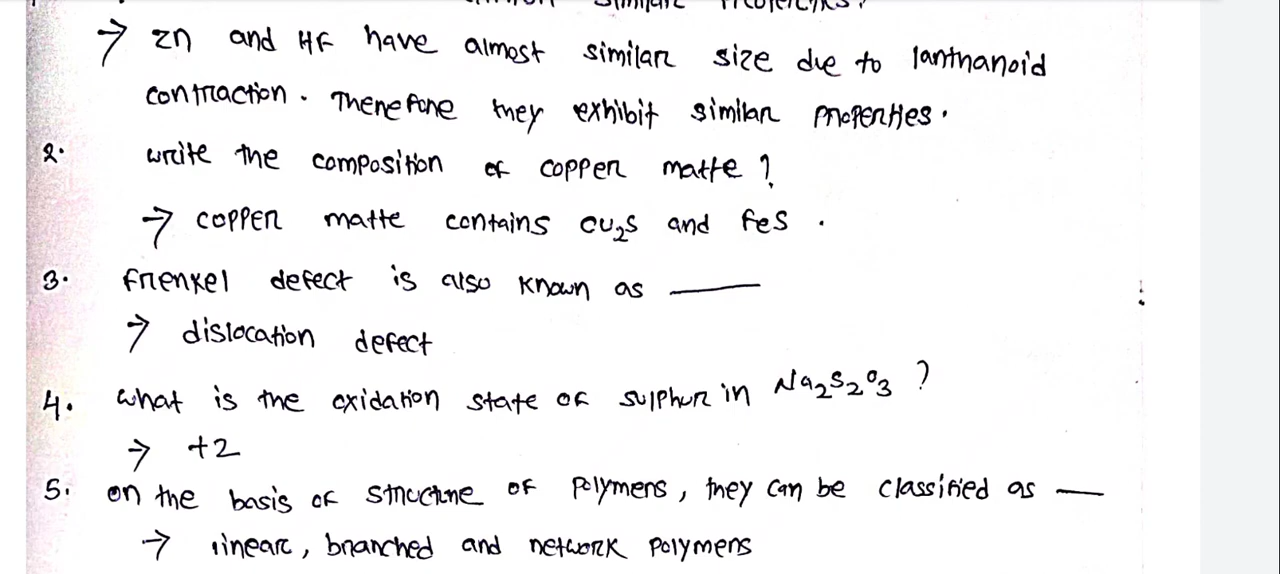 similar Properties?
→ Zn and Hf have almost similar size due to lanthanoid
contraction. Therefore they exhibit similar properties.
2. write the composition of copper matte?
→ copper matte contains Cu₂S and FeS.
3. frenkel defect is also known as ——
→ dislocation defect
4. what is the oxidation state of sulphur in Na₂S₂O₃?
→ +2
5. on the basis of structure of polymers, they can be classified as —
→ linear, branched and network polymers